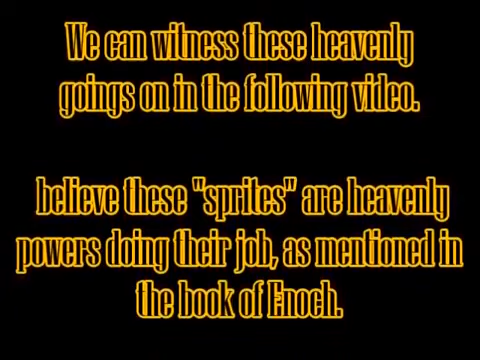 We can witness these heavenly
goings on in the following video.
believe these "sprites" are heavenly
powers doing their job, as mentioned in
the book of Enoch.